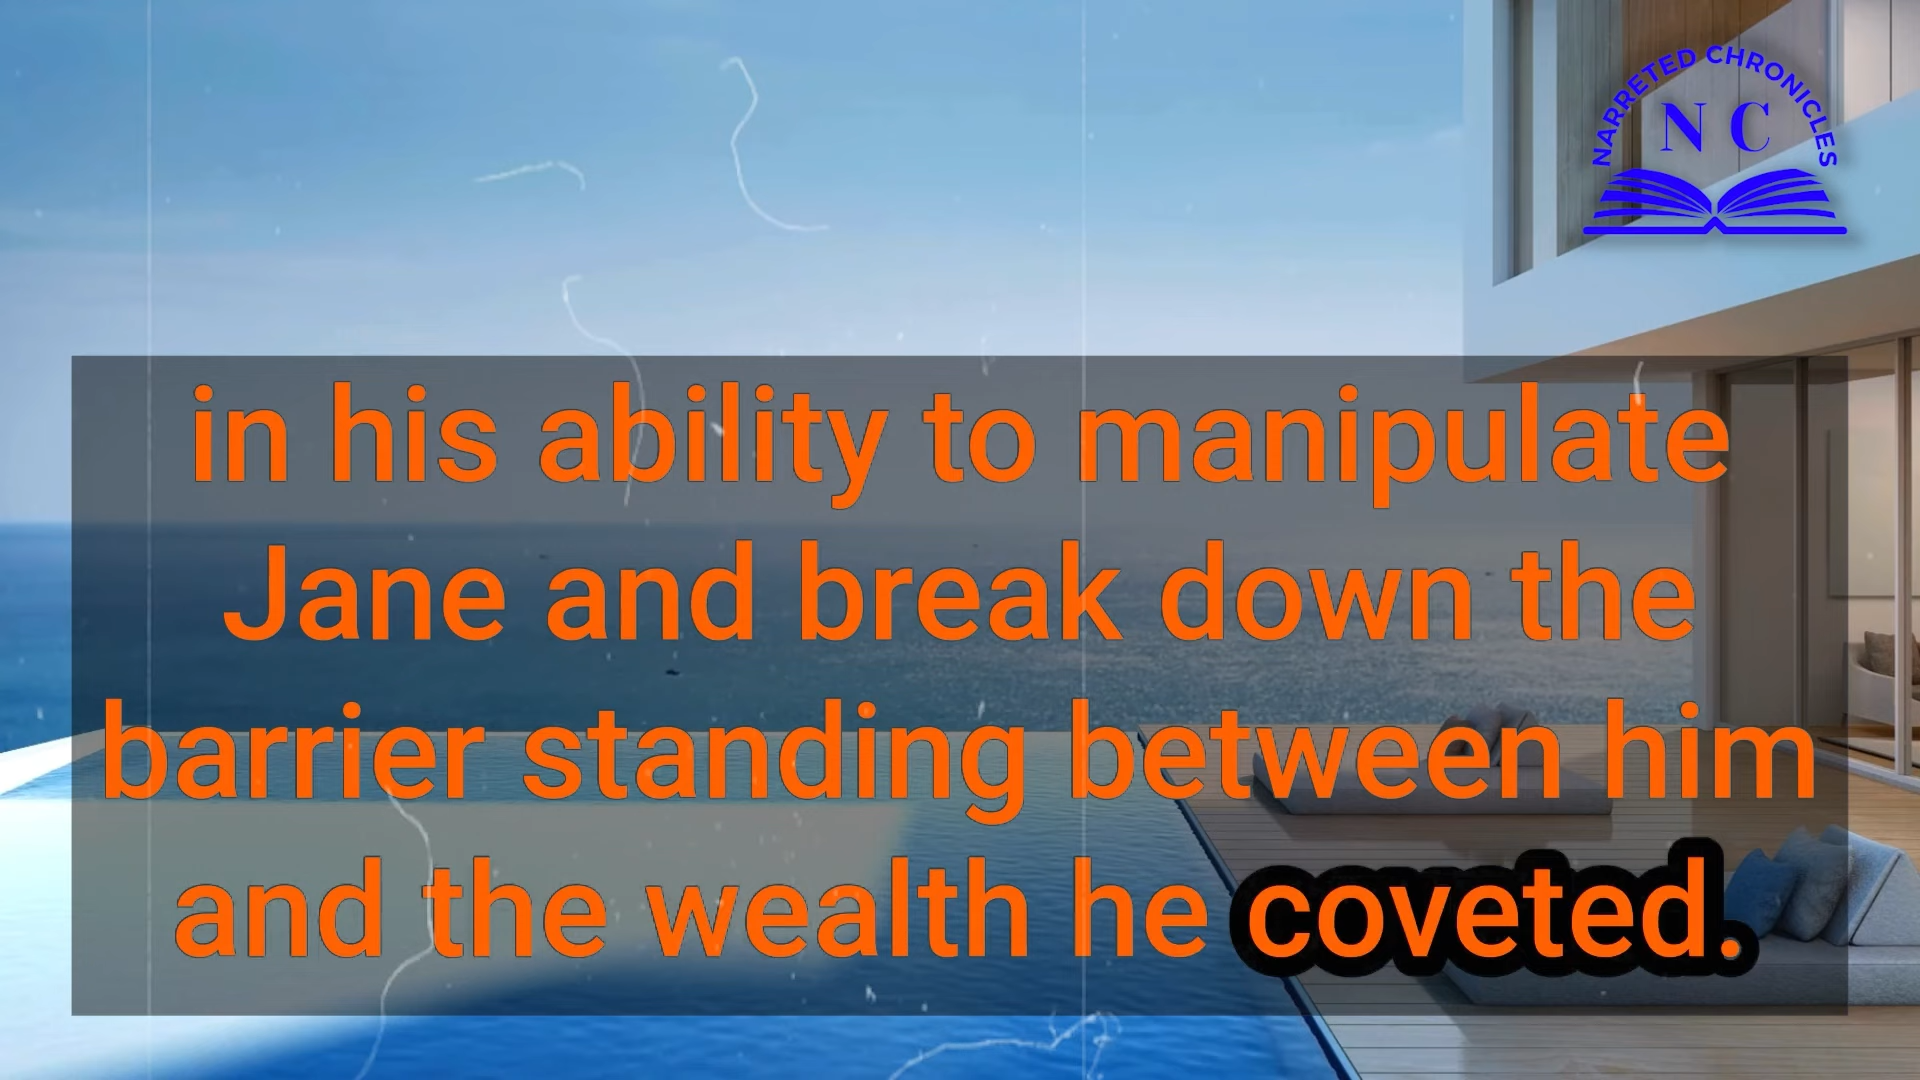 NARRETED CHRONICLES
N C
in his ability to manipulate
Jane and break down the
barrier standing between him
and the wealth he coveted.